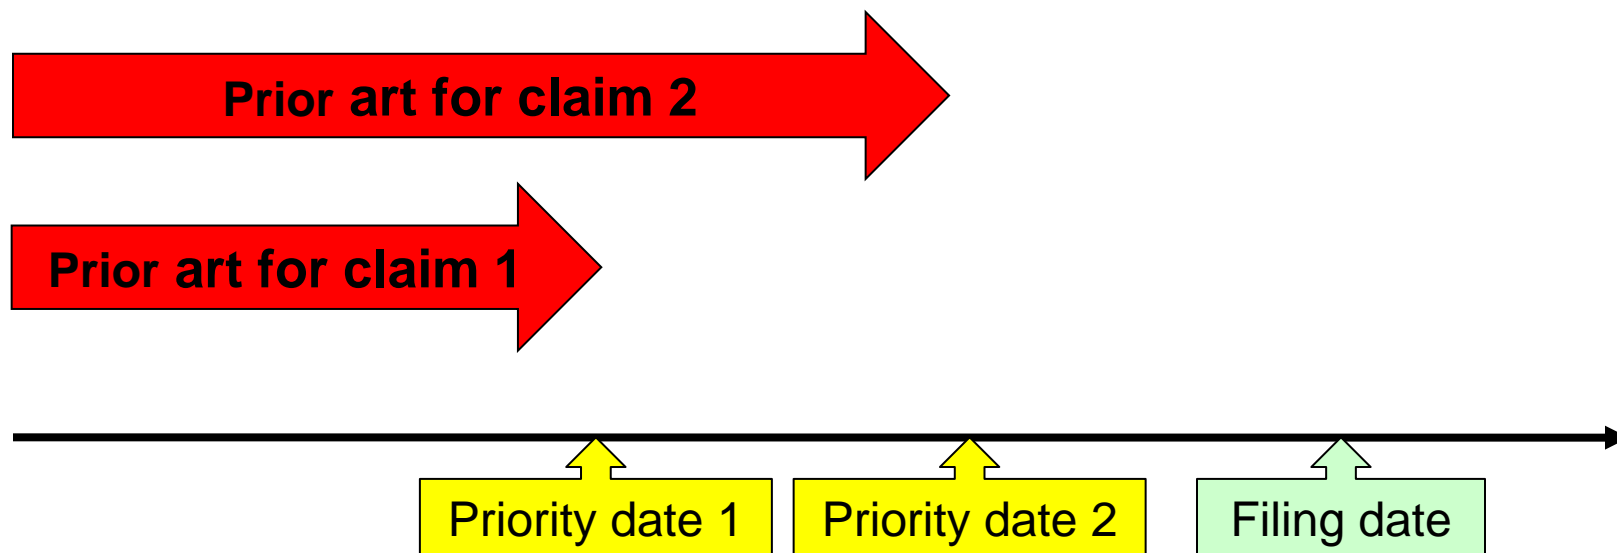 Prior art for claim 2
Prior art for claim 1
Priority date 1
Priority date 2
Filing date